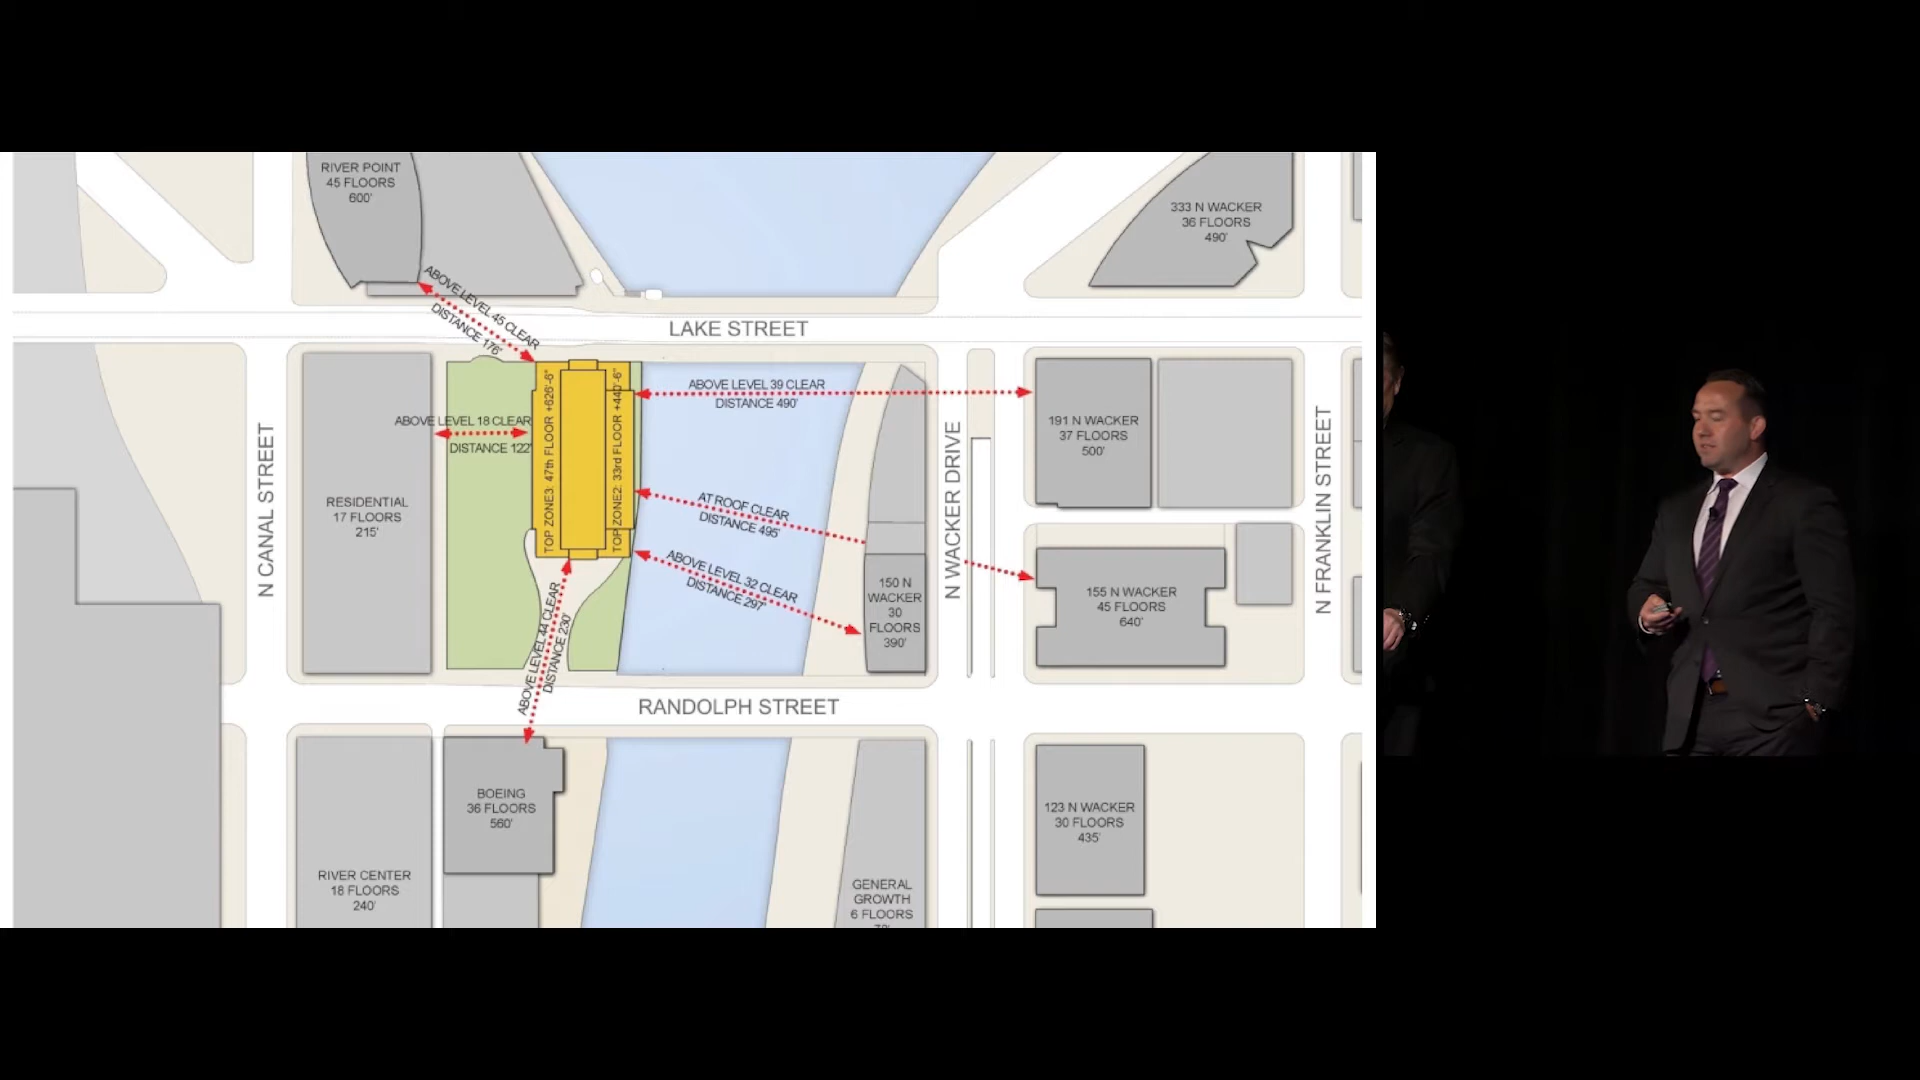 RIVER POINT
45 FLOORS
600'
333 N WACKER
36 FLOORS
490'
ABOVE LEVEL 45 CLEAR
DISTANCE 176'
LAKE STREET
ABOVE LEVEL 39 CLEAR
DISTANCE 490'
ABOVE LEVEL 18 CLEAR
DISTANCE 122'
TOP ZONE3: 47th FLOOR +626'-6"
TOP ZONE2: 33rd FLOOR +440'-6"
191 N WACKER
37 FLOORS
500'
N CANAL STREET
RESIDENTIAL
17 FLOORS
215'
AT ROOF CLEAR
DISTANCE 495'
N WACKER DRIVE
N FRANKLIN STREET
ABOVE LEVEL 32 CLEAR
DISTANCE 297'
150 N
WACKER
30
FLOORS
390'
155 N WACKER
45 FLOORS
640'
ABOVE LEVEL 44 CLEAR
DISTANCE 230'
RANDOLPH STREET
BOEING
36 FLOORS
560'
123 N WACKER
30 FLOORS
435'
RIVER CENTER
18 FLOORS
240'
GENERAL
GROWTH
6 FLOORS